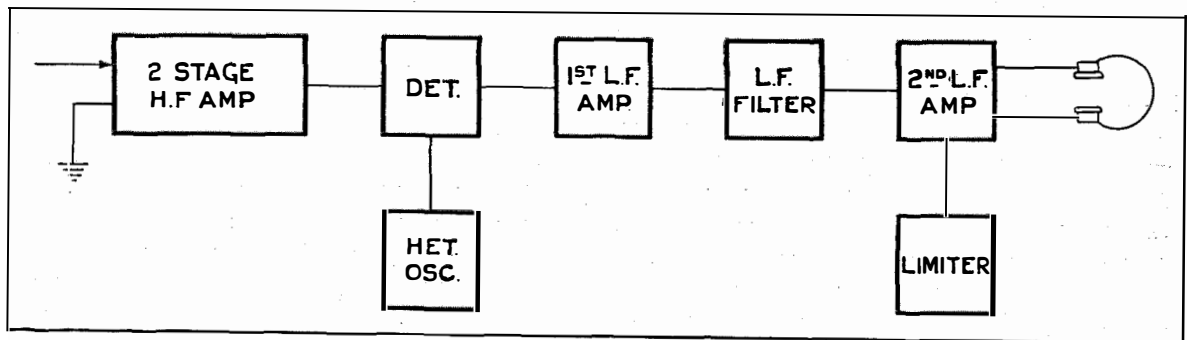 2 STAGE
H.F AMP
DET.
1ST L.F.
AMP.
L.F.
FILTER
2ND L.F.
AMP
HET.
OSC.
LIMITER